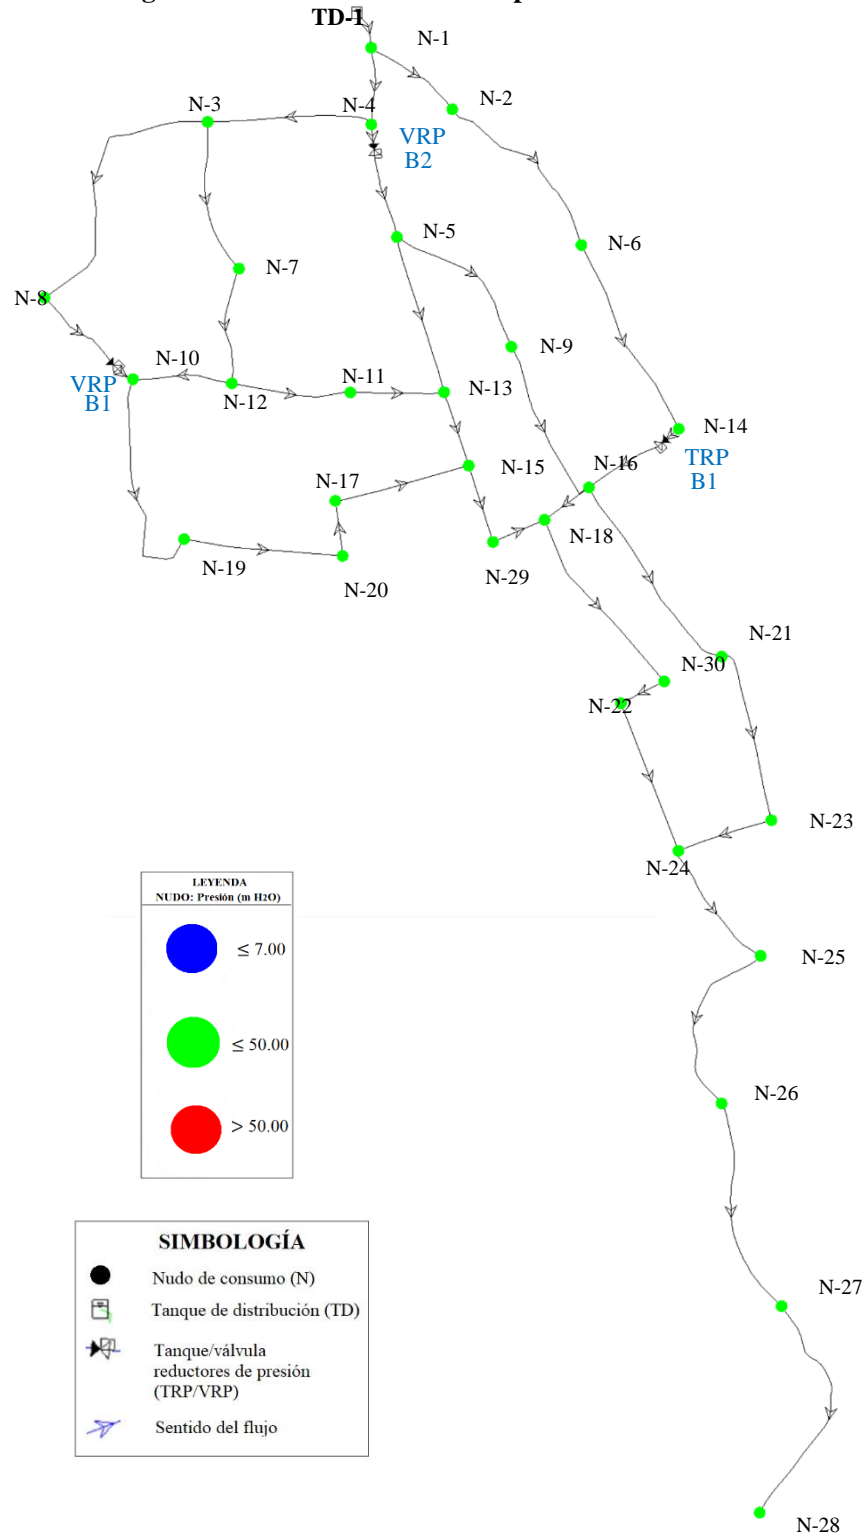 TD-1
N-1
N-2
N-3
N-4
VRP
B2
N-5
N-6
N-7
N-8
N-9
N-10
VRP
B1
N-11
N-12
N-13
N-14
TRP
B1
N-15
N-16
N-17
N-18
N-19
N-20
N-29
N-21
N-30
N-22
N-23
N-24
LEYENDA
NUDO: Presión (m H2O)
≤ 7.00
≤ 50.00
> 50.00
N-25
N-26
N-27
N-28
SIMBOLOGÍA
Nudo de consumo (N)
Tanque de distribución (TD)
Tanque/válvula
reductores de presión
(TRP/VRP)
Sentido del flujo